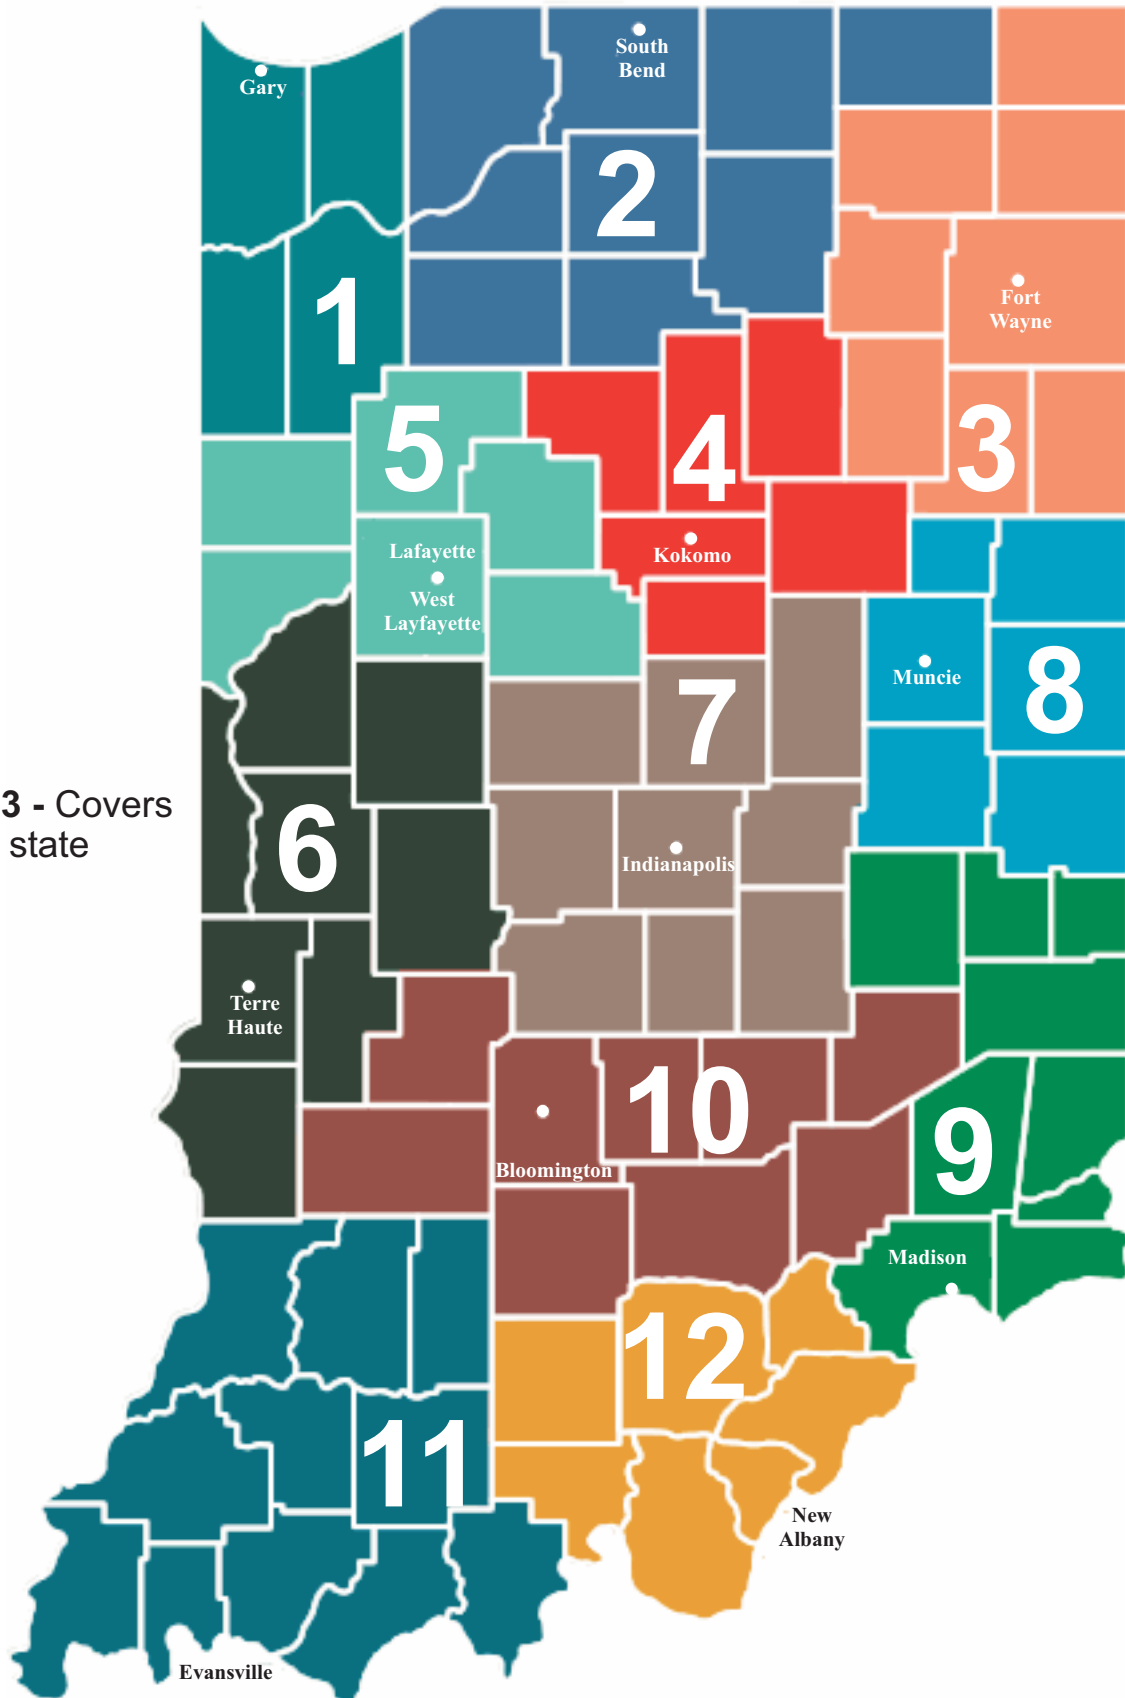 Gary
South
Bend
2
1
Fort
Wayne
5
4
3
Lafayette
West
Layfayette
Kokomo
Muncie
8
7
3 - Covers
state
6
Indianapolis
Terre
Haute
10
9
Bloomington
Madison
12
11
New
Albany
Evansville